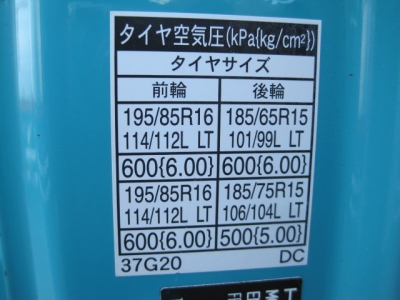 タイヤ空気圧(kPa{kg/cm²})
タイヤサイズ
前輪 後輪
195/85R16 185/65R15
114/112L LT 101/99L LT
600{6.00} 600{6.00}
195/85R16 185/75R15
114/112L LT 106/104L LT
600{6.00} 500{5.00}
37G20 DC